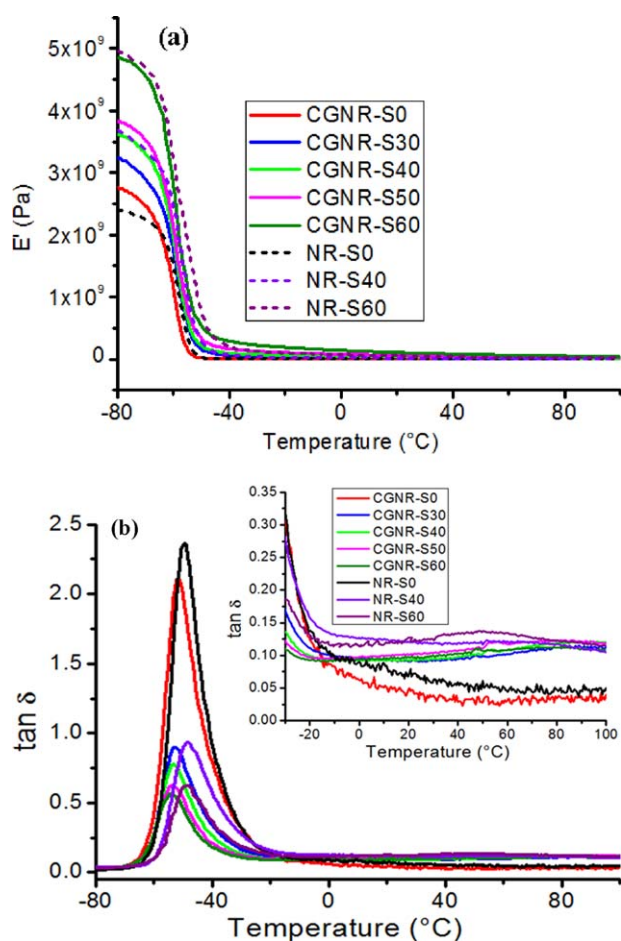 (a)
5x10⁹
4x10⁹
3x10⁹
2x10⁹
1x10⁹
0
E' (Pa)
CGNR-S0
CGNR-S30
CGNR-S40
CGNR-S50
CGNR-S60
NR-S0
NR-S40
NR-S60
-80 -40 0 40 80
Temperature (°C)
(b)
2.5
2.0
1.5
1.0
0.5
0.0
tan δ
-80 -40 0 40 80
Temperature (°C)
0.35
0.30
0.25
0.20
0.15
0.10
0.05
0.00
tan δ
CGNR-S0
CGNR-S30
CGNR-S40
CGNR-S50
CGNR-S60
NR-S0
NR-S40
NR-S60
-20 0 20 40 60 80 100
Temperature (°C)